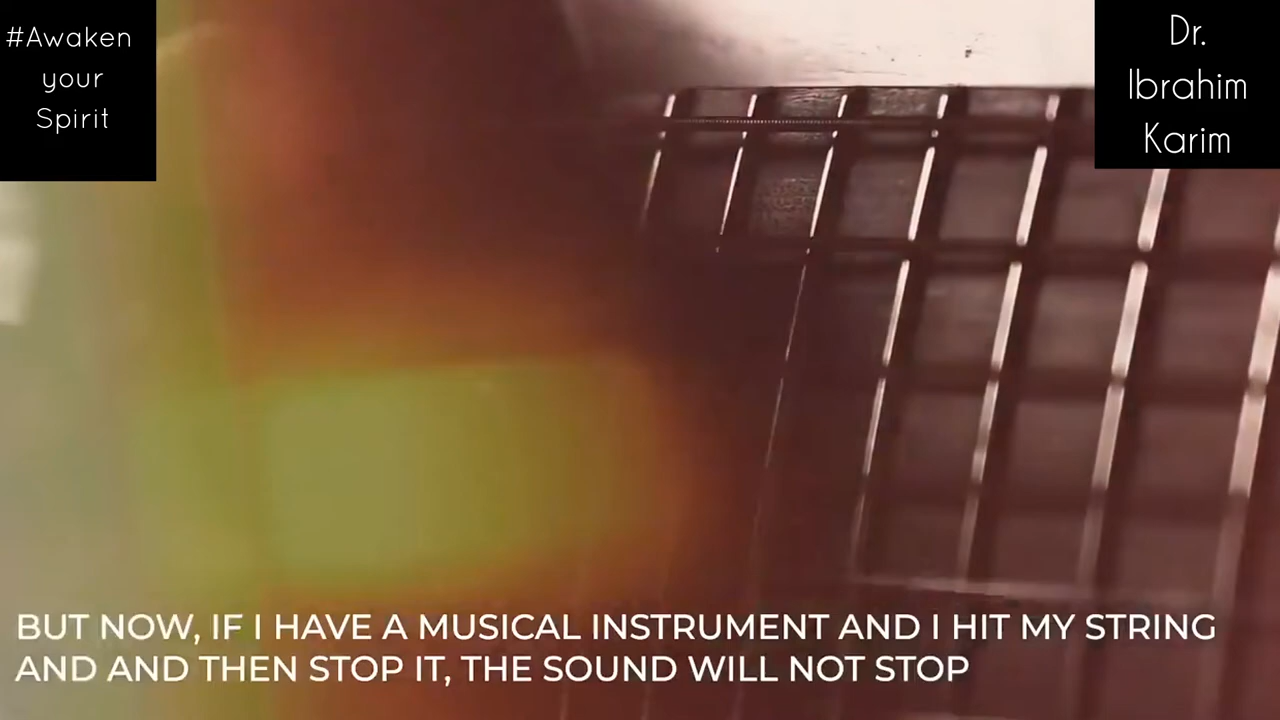 #Awaken
your
Spirit
Dr.
Ibrahim
Karim
BUT NOW, IF I HAVE A MUSICAL INSTRUMENT AND I HIT MY STRING
AND AND THEN STOP IT, THE SOUND WILL NOT STOP